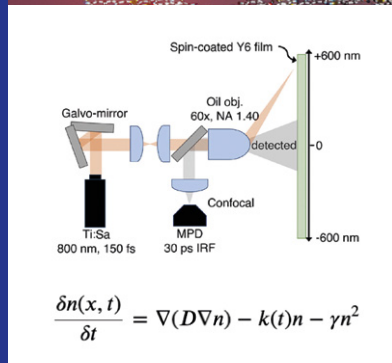 Spin-coated Y6 film
+600 nm
Galvo-mirror
Oil obj.
60x, NA 1.40
detected
0
Confocal
Ti:Sa
800 nm, 150 fs
MPD
30 ps IRF
-600 nm
δn(x, t)/δt = ∇(D∇n) − k(t)n − γn²